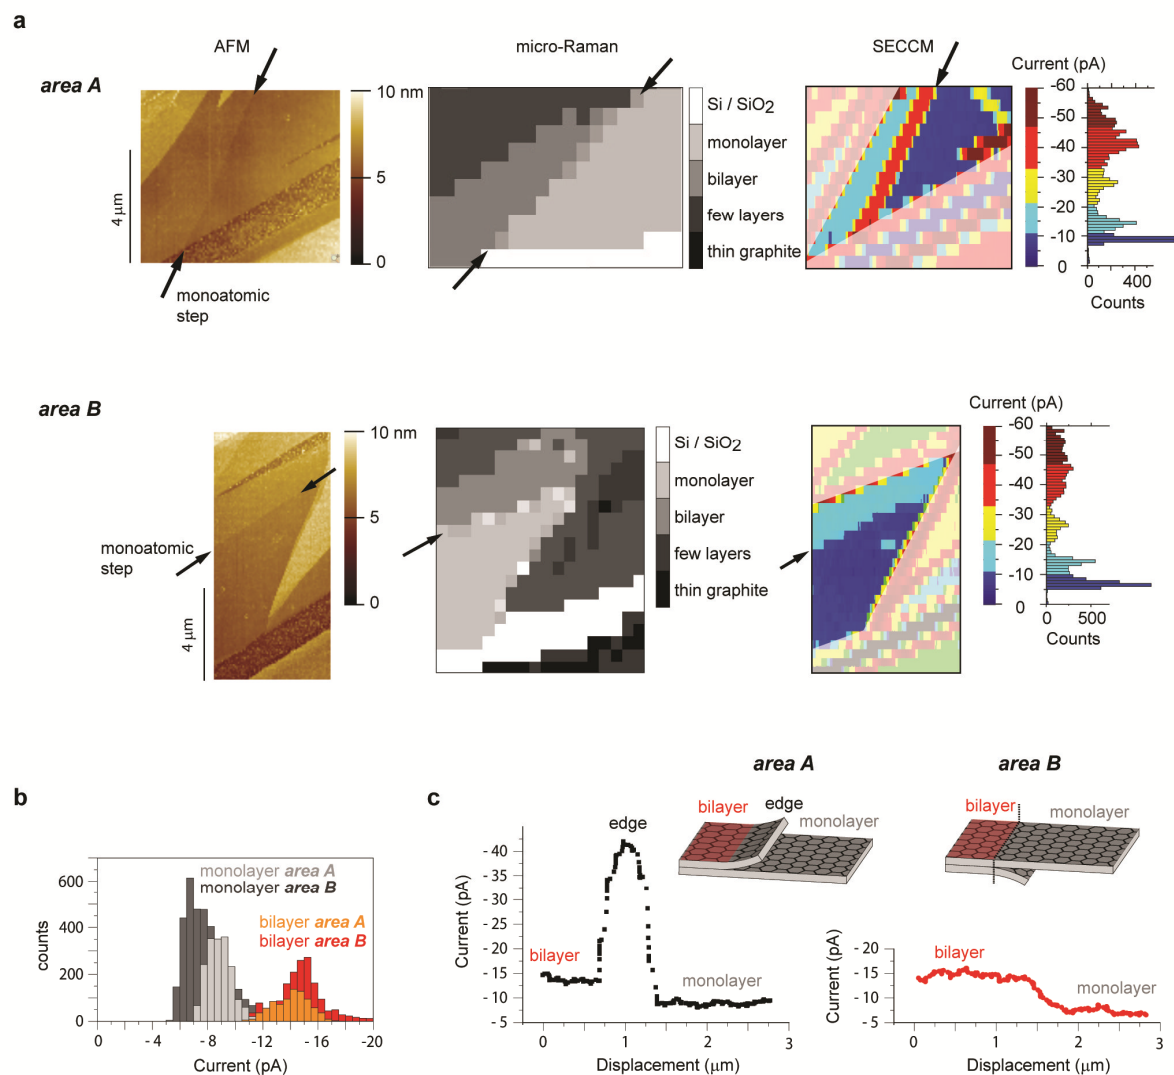 a
AFM
micro-Raman
SECCM
Current (pA)
area A
10 nm
5
0
4 μm
monoatomic
step
Si / SiO2
monolayer
bilayer
few layers
thin graphite
-60
-50
-40
-30
-20
-10
0
0
400
Counts
area B
10 nm
5
0
4 μm
monoatomic
step
Si / SiO2
monolayer
bilayer
few layers
thin graphite
Current (pA)
-60
-50
-40
-30
-20
-10
0
0
500
Counts
b
monolayer area A
monolayer area B
bilayer area A
bilayer area B
counts
600
400
200
0
0
- 4
-8
-12
-16
-20
Current (pA)
c
area A
bilayer
edge
monolayer
edge
bilayer
monolayer
Current (pA)
- 40
- 35
- 30
- 25
- 20
- 15
- 10
- 5
0
1
2
3
Displacement (μm)
area B
bilayer
monolayer
bilayer
monolayer
Current (pA)
- 20
- 15
- 10
- 5
0
1
2
3
Displacement (μm)